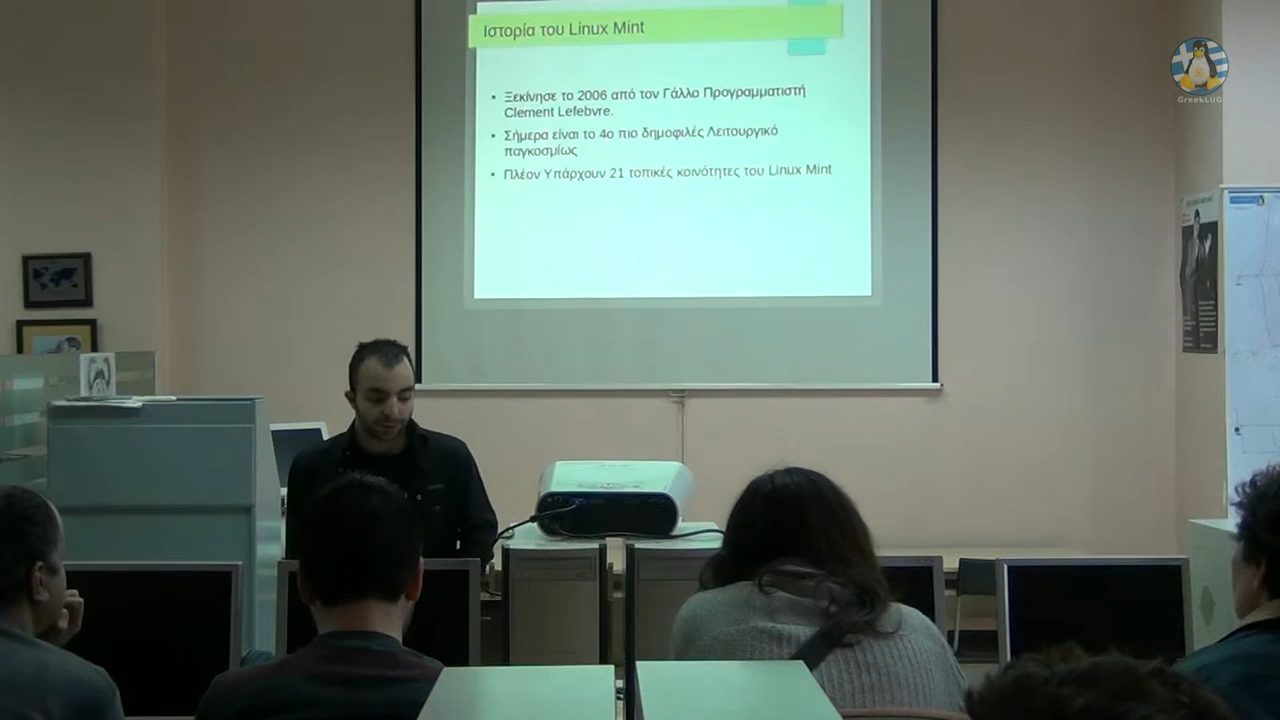 Ιστορία του Linux Mint
• Ξεκίνησε το 2006 από τον Γάλλο Προγραμματιστή
Clement Lefebvre.
• Σήμερα είναι το 4ο πιο δημοφιλές Λειτουργικό
παγκοσμίως
• Πλέον Υπάρχουν 21 τοπικές κοινότητες του Linux Mint
GreekLUG